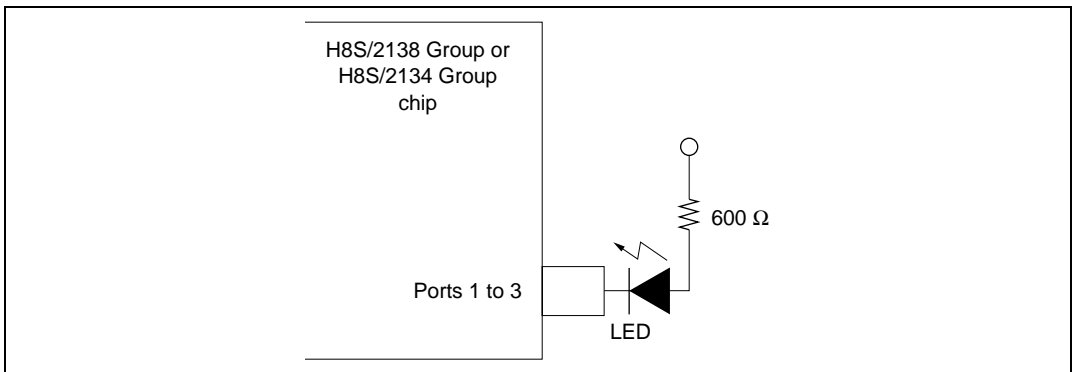 H8S/2138 Group or
H8S/2134 Group
chip
600 Ω
Ports 1 to 3
LED